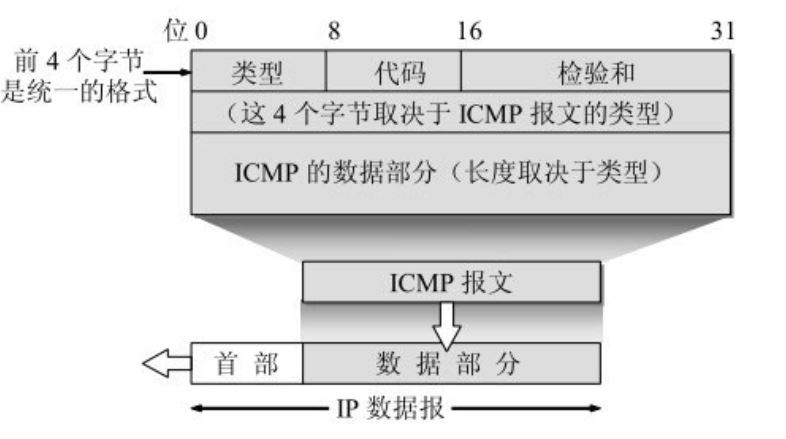 位 0 8 16 31
前 4 个字节
是统一的格式
类型 代码 检验和
（这 4 个字节取决于 ICMP 报文的类型）
ICMP 的数据部分（长度取决于类型）
ICMP 报文
首 部 数 据 部 分
IP 数据报